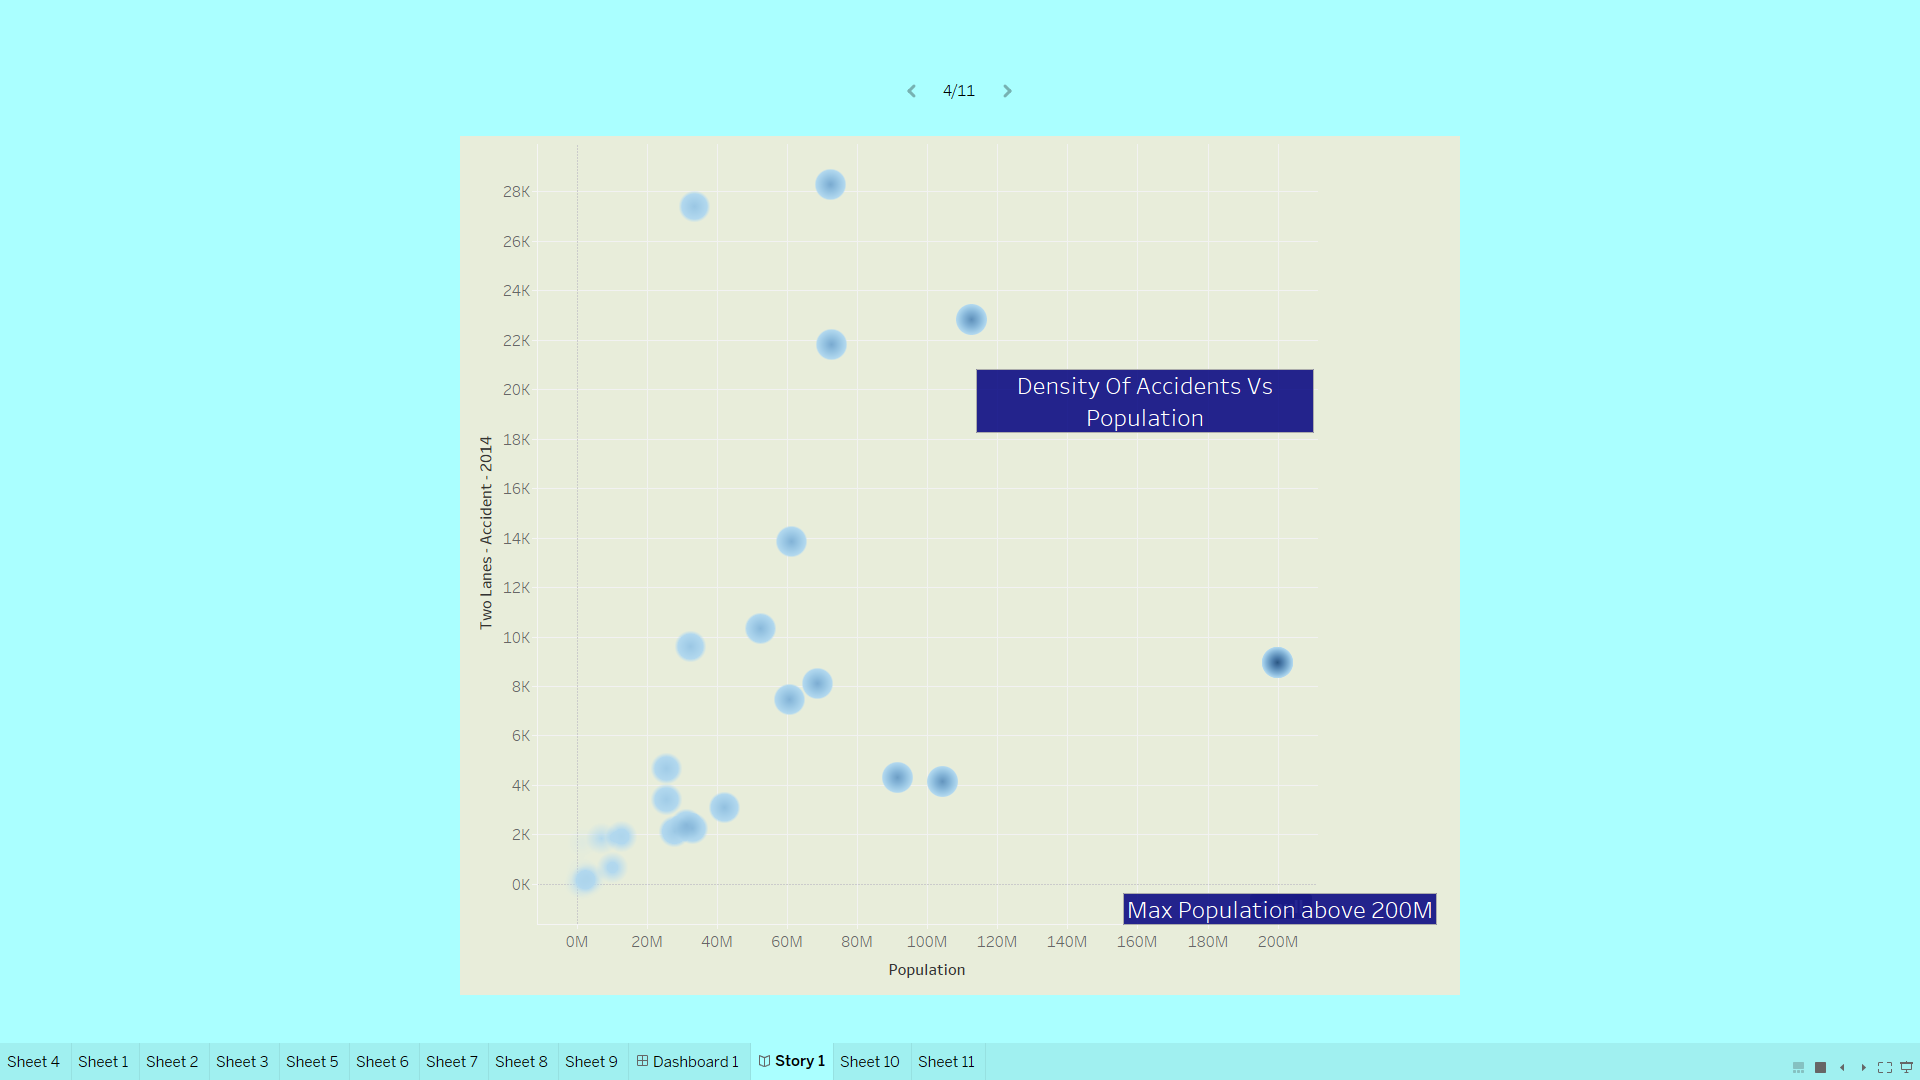 4/11
28K
26K
24K
22K
20K
18K
16K
14K
12K
10K
8K
6K
4K
2K
0K
Two Lanes - Accident - 2014
Density Of Accidents Vs
Population
Max Population above 200M
0M 20M 40M 60M 80M 100M 120M 140M 160M 180M 200M
Population
Sheet 4 Sheet 1 Sheet 2 Sheet 3 Sheet 5 Sheet 6 Sheet 7 Sheet 8 Sheet 9 Dashboard 1 Story 1 Sheet 10 Sheet 11